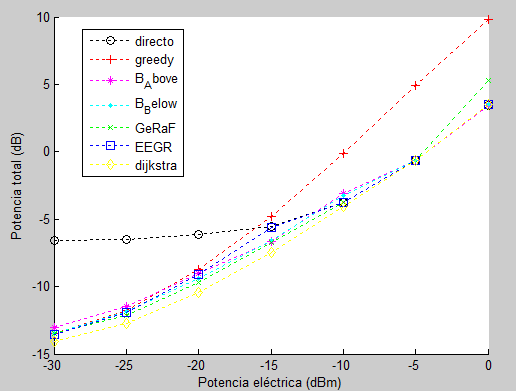 directo
greedy
B_Above
B_Below
GeRaF
EEGR
dijkstra
Potencia total (dB)
10
5
0
-5
-10
-15
-30
-25
-20
-15
-10
-5
0
Potencia eléctrica (dBm)